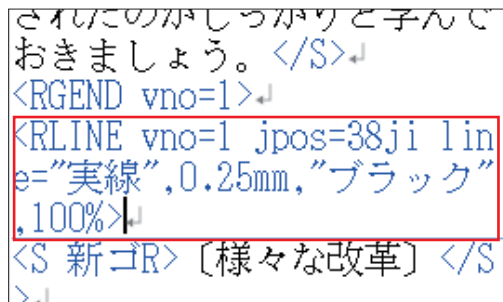 されたのかしっかりと学んで
おきましょう。</S>↵
<RGEND vno=1>↵
<RLINE vno=1 jpos=38ji lin
e="実線",0.25mm,"ブラック"
,100%>↵
<S 新ゴR>〔様々な改革〕</S
>↵